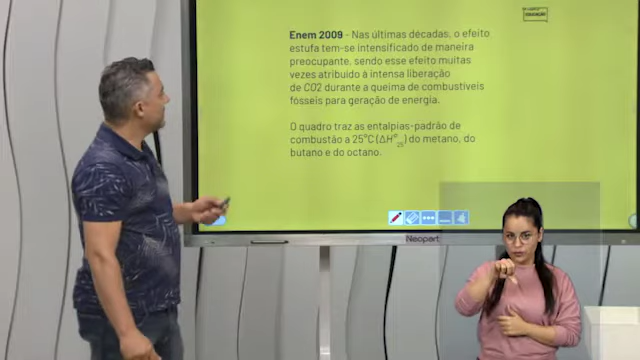 EDUCAÇÃO
Enem 2009 - Nas últimas décadas, o efeito
estufa tem-se intensificado de maneira
preocupante, sendo esse efeito muitas
vezes atribuído à intensa liberação
de CO2 durante a queima de combustíveis
fósseis para geração de energia.
O quadro traz as entalpias-padrão de
combustão a 25°C (ΔH°25) do metano, do
butano e do octano.